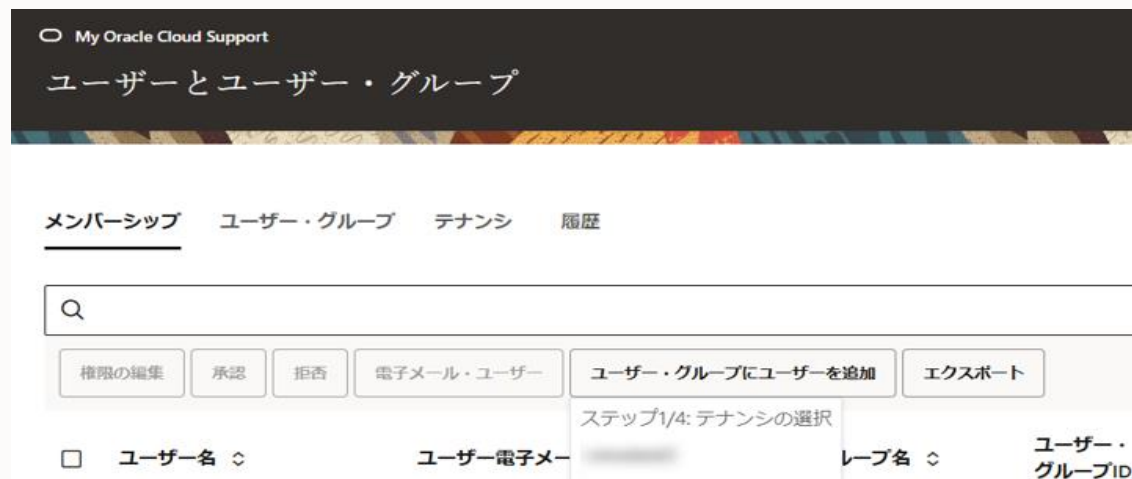 My Oracle Cloud Support
ユーザーとユーザー・グループ
メンバーシップ ユーザー・グループ テナンシ 履歴
権限の編集 承認 拒否 電子メール・ユーザー ユーザー・グループにユーザーを追加 エクスポート
ステップ1/4: テナンシの選択
ユーザー名 ユーザー電子メー ループ名 ユーザー・
グループID